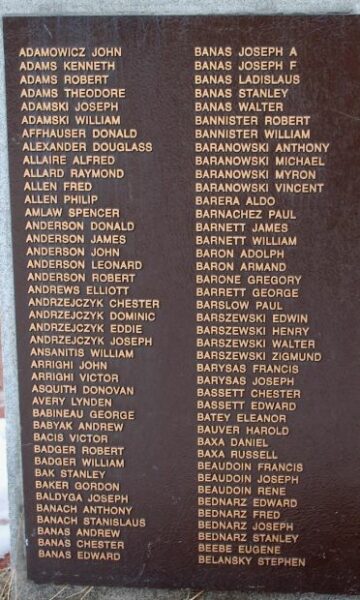 ADAMOWICZ JOHN
ADAMS KENNETH
ADAMS ROBERT
ADAMS THEODORE
ADAMSKI JOSEPH
ADAMSKI WILLIAM
AFFHAUSER DONALD
ALEXANDER DOUGLASS
ALLAIRE ALFRED
ALLARD RAYMOND
ALLEN FRED
ALLEN PHILIP
AMLAW SPENCER
ANDERSON DONALD
ANDERSON JAMES
ANDERSON JOHN
ANDERSON LEONARD
ANDERSON ROBERT
ANDREWS ELLIOTT
ANDRZEJCZYK CHESTER
ANDRZEJCZYK DOMINIC
ANDRZEJCZYK EDDIE
ANDRZEJCZYK JOSEPH
ANSANITIS WILLIAM
ARRIGHI JOHN
ARRIGHI VICTOR
ASQUITH DONOVAN
AVERY LYNDEN
BABINEAU GEORGE
BABYAK ANDREW
BACIS VICTOR
BADGER ROBERT
BADGER WILLIAM
BAK STANLEY
BAKER GORDON
BALDYGA JOSEPH
BANACH ANTHONY
BANACH STANISLAUS
BANAS ANDREW
BANAS CHESTER
BANAS EDWARD
BANAS JOSEPH A
BANAS JOSEPH F
BANAS LADISLAUS
BANAS STANLEY
BANAS WALTER
BANNISTER ROBERT
BANNISTER WILLIAM
BARANOWSKI ANTHONY
BARANOWSKI MICHAEL
BARANOWSKI MYRON
BARANOWSKI VINCENT
BARERA ALDO
BARNACHEZ PAUL
BARNETT JAMES
BARNETT WILLIAM
BARON ADOLPH
BARON ARMAND
BARONE GREGORY
BARRETT GEORGE
BARSLOW PAUL
BARSZEWSKI EDWIN
BARSZEWSKI HENRY
BARSZEWSKI WALTER
BARSZEWSKI ZIGMUND
BARYSAS FRANCIS
BARYSAS JOSEPH
BASSETT CHESTER
BASSETT EDWARD
BATEY ELEANOR
BAUVER HAROLD
BAXA DANIEL
BAXA RUSSELL
BEAUDOIN FRANCIS
BEAUDOIN JOSEPH
BEAUDOIN RENE
BEDNARZ EDWARD
BEDNARZ FRED
BEDNARZ JOSEPH
BEDNARZ STANLEY
BEEBE EUGENE
BELANSKY STEPHEN